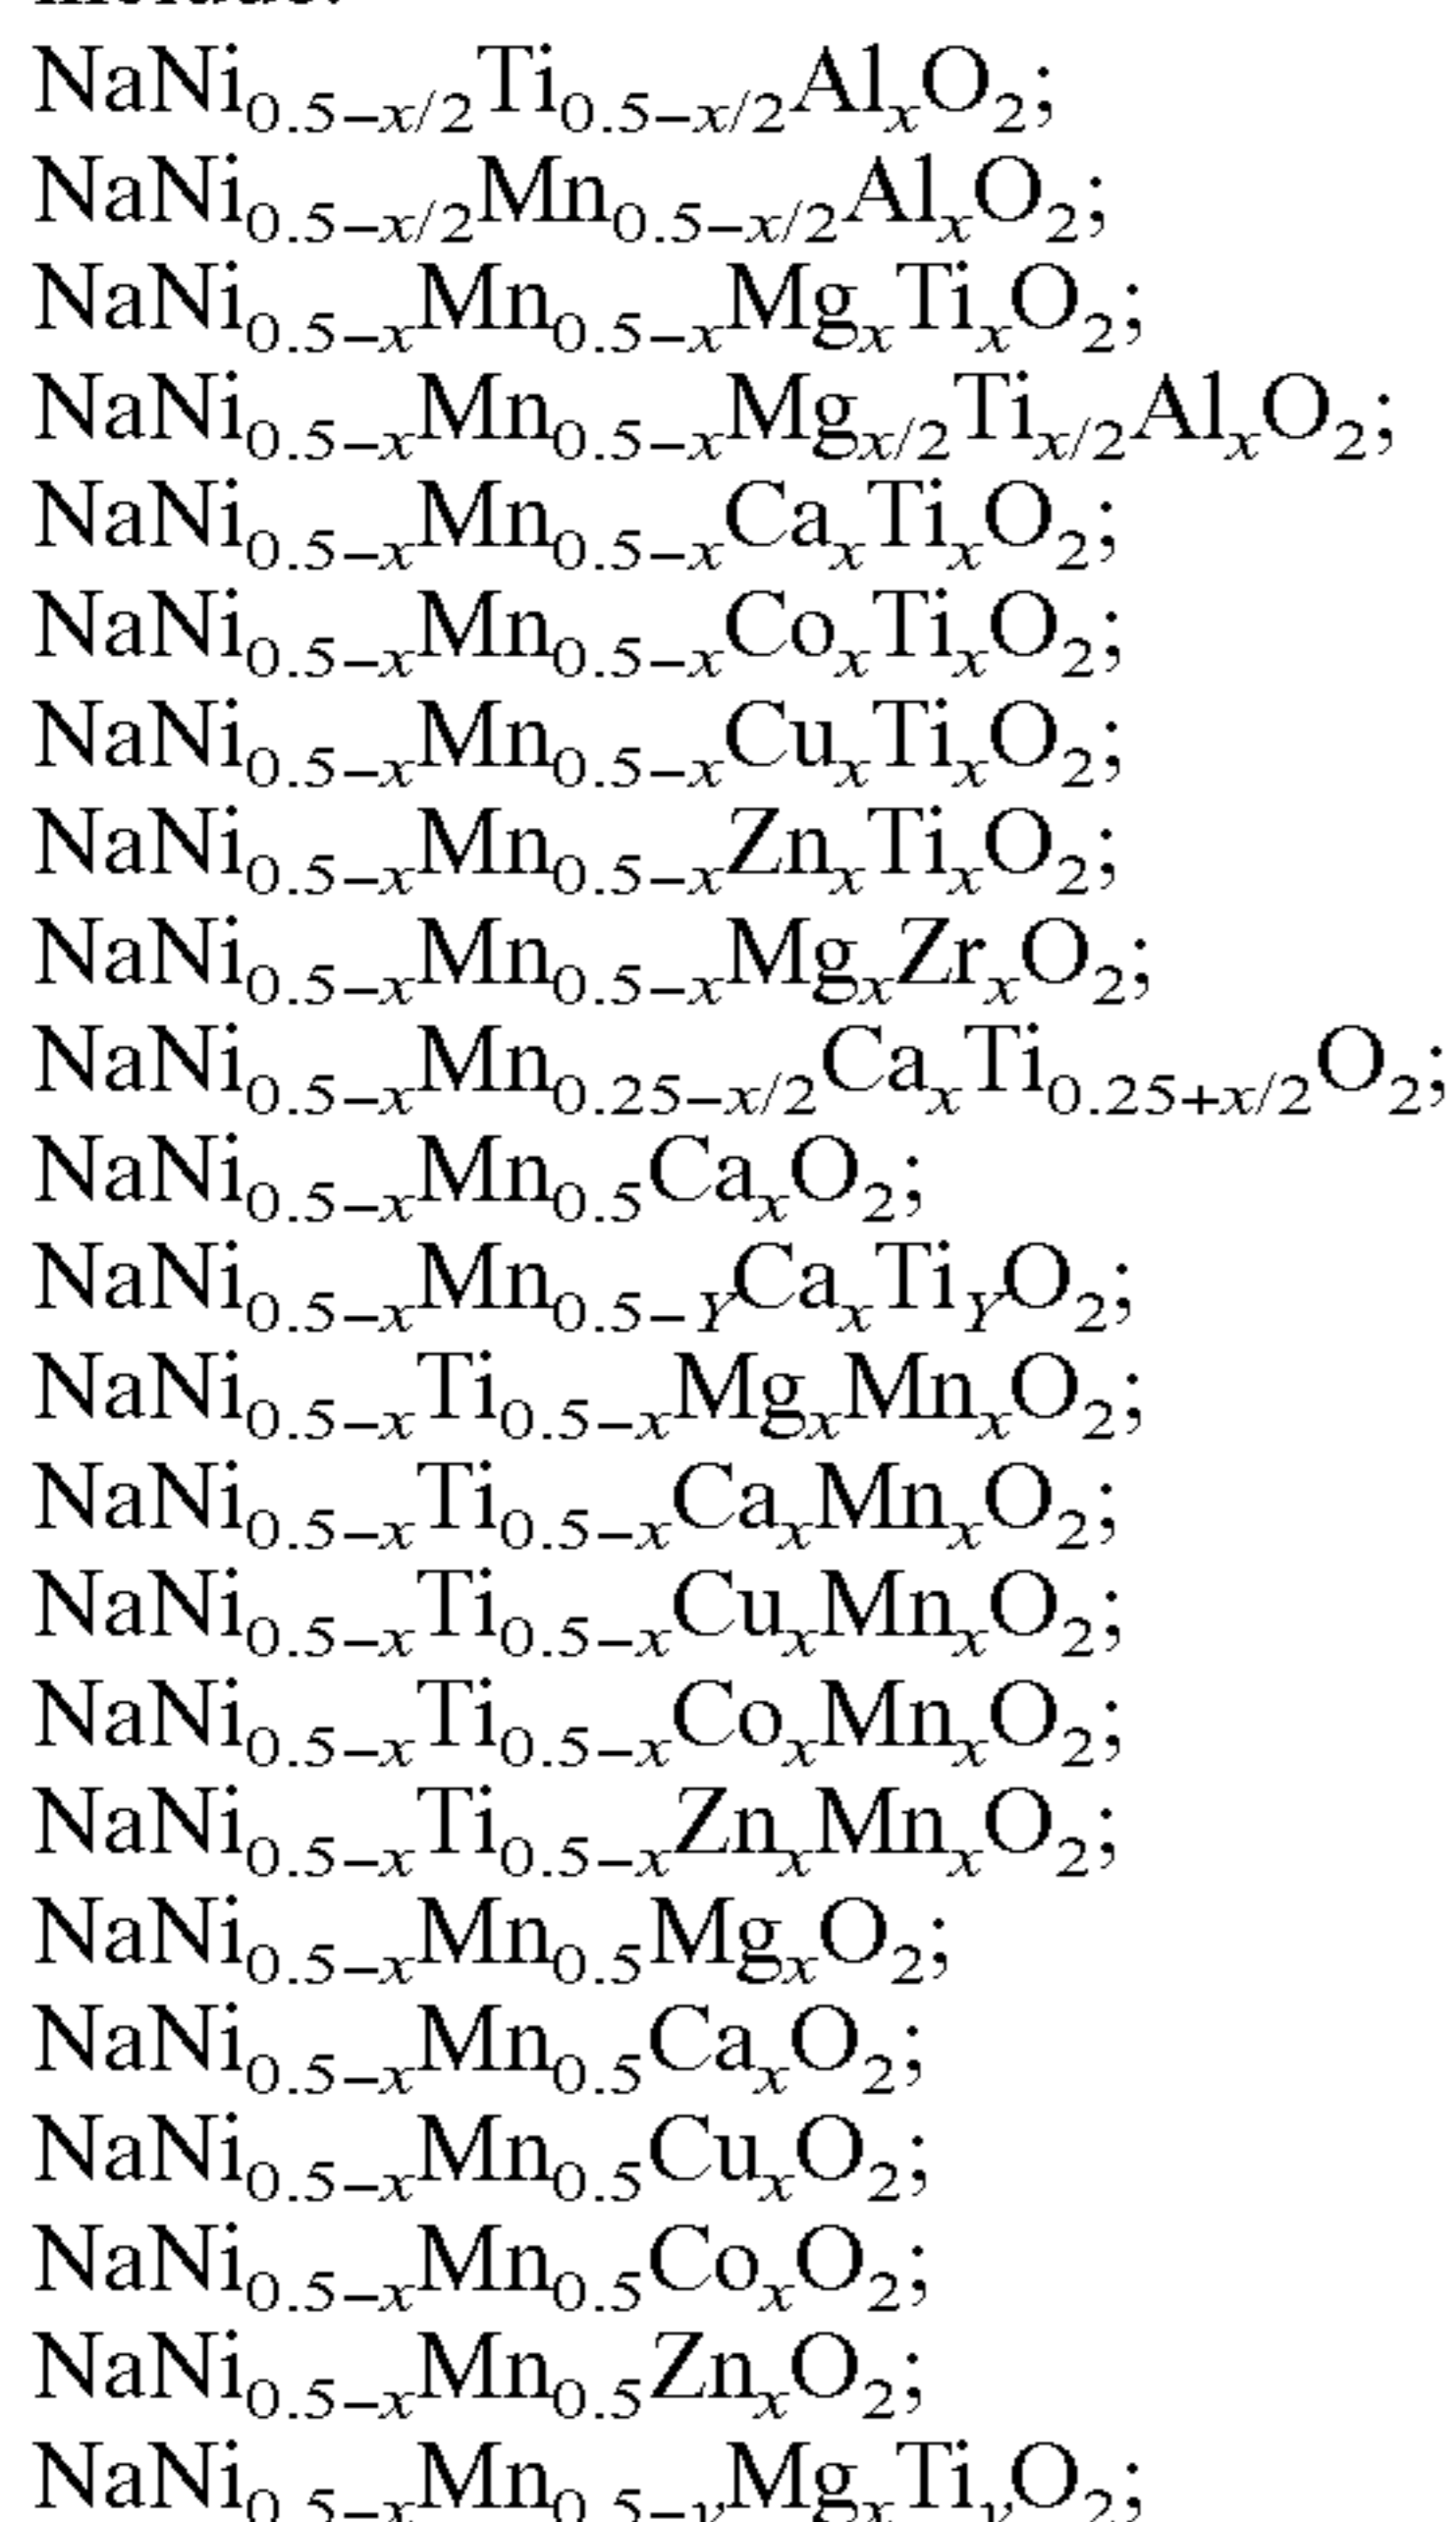 NaNi0.5−x/2Ti0.5−x/2AlxO2;
NaNi0.5−x/2Mn0.5−x/2AlxO2;
NaNi0.5−xMn0.5−xMgxTixO2;
NaNi0.5−xMn0.5−xMgx/2Tix/2AlxO2;
NaNi0.5−xMn0.5−xCaxTixO2;
NaNi0.5−xMn0.5−xCoxTixO2;
NaNi0.5−xMn0.5−xCuxTixO2;
NaNi0.5−xMn0.5−xZnxTixO2;
NaNi0.5−xMn0.5−xMgxZrxO2;
NaNi0.5−xMn0.25−x/2CaxTi0.25+x/2O2;
NaNi0.5−xMn0.5CaxO2;
NaNi0.5−xMn0.5−YCaxTiYO2;
NaNi0.5−xTi0.5−xMgxMnxO2;
NaNi0.5−xTi0.5−xCaxMnxO2;
NaNi0.5−xTi0.5−xCuxMnxO2;
NaNi0.5−xTi0.5−xCoxMnxO2;
NaNi0.5−xTi0.5−xZnxMnxO2;
NaNi0.5−xMn0.5MgxO2;
NaNi0.5−xMn0.5CaxO2;
NaNi0.5−xMn0.5CuxO2;
NaNi0.5−xMn0.5CoxO2;
NaNi0.5−xMn0.5ZnxO2;
NaNi0.5−xMn0.5−yMgxTiyO2;